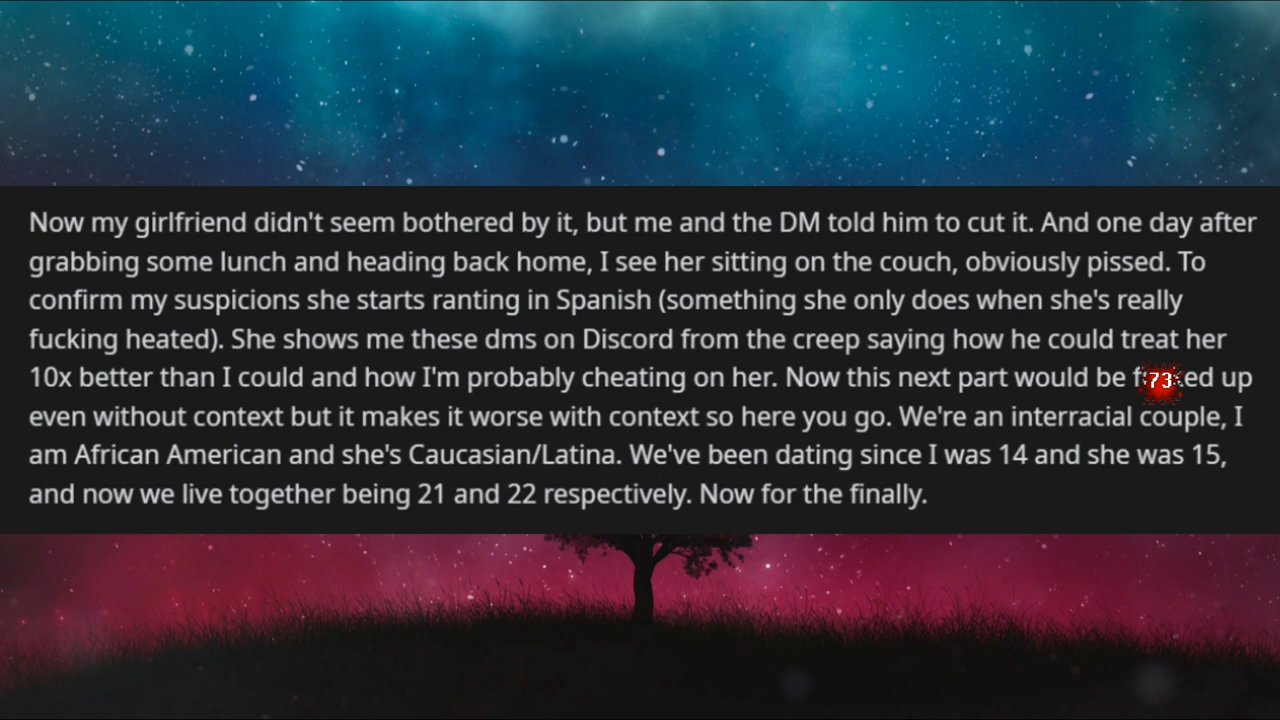 Now my girlfriend didn't seem bothered by it, but me and the DM told him to cut it. And one day after
grabbing some lunch and heading back home, I see her sitting on the couch, obviously pissed. To
confirm my suspicions she starts ranting in Spanish (something she only does when she's really
fucking heated). She shows me these dms on Discord from the creep saying how he could treat her
10x better than I could and how I'm probably cheating on her. Now this next part would be 73 up
even without context but it makes it worse with context so here you go. We're an interracial couple, I
am African American and she's Caucasian/Latina. We've been dating since I was 14 and she was 15,
and now we live together being 21 and 22 respectively. Now for the finally.